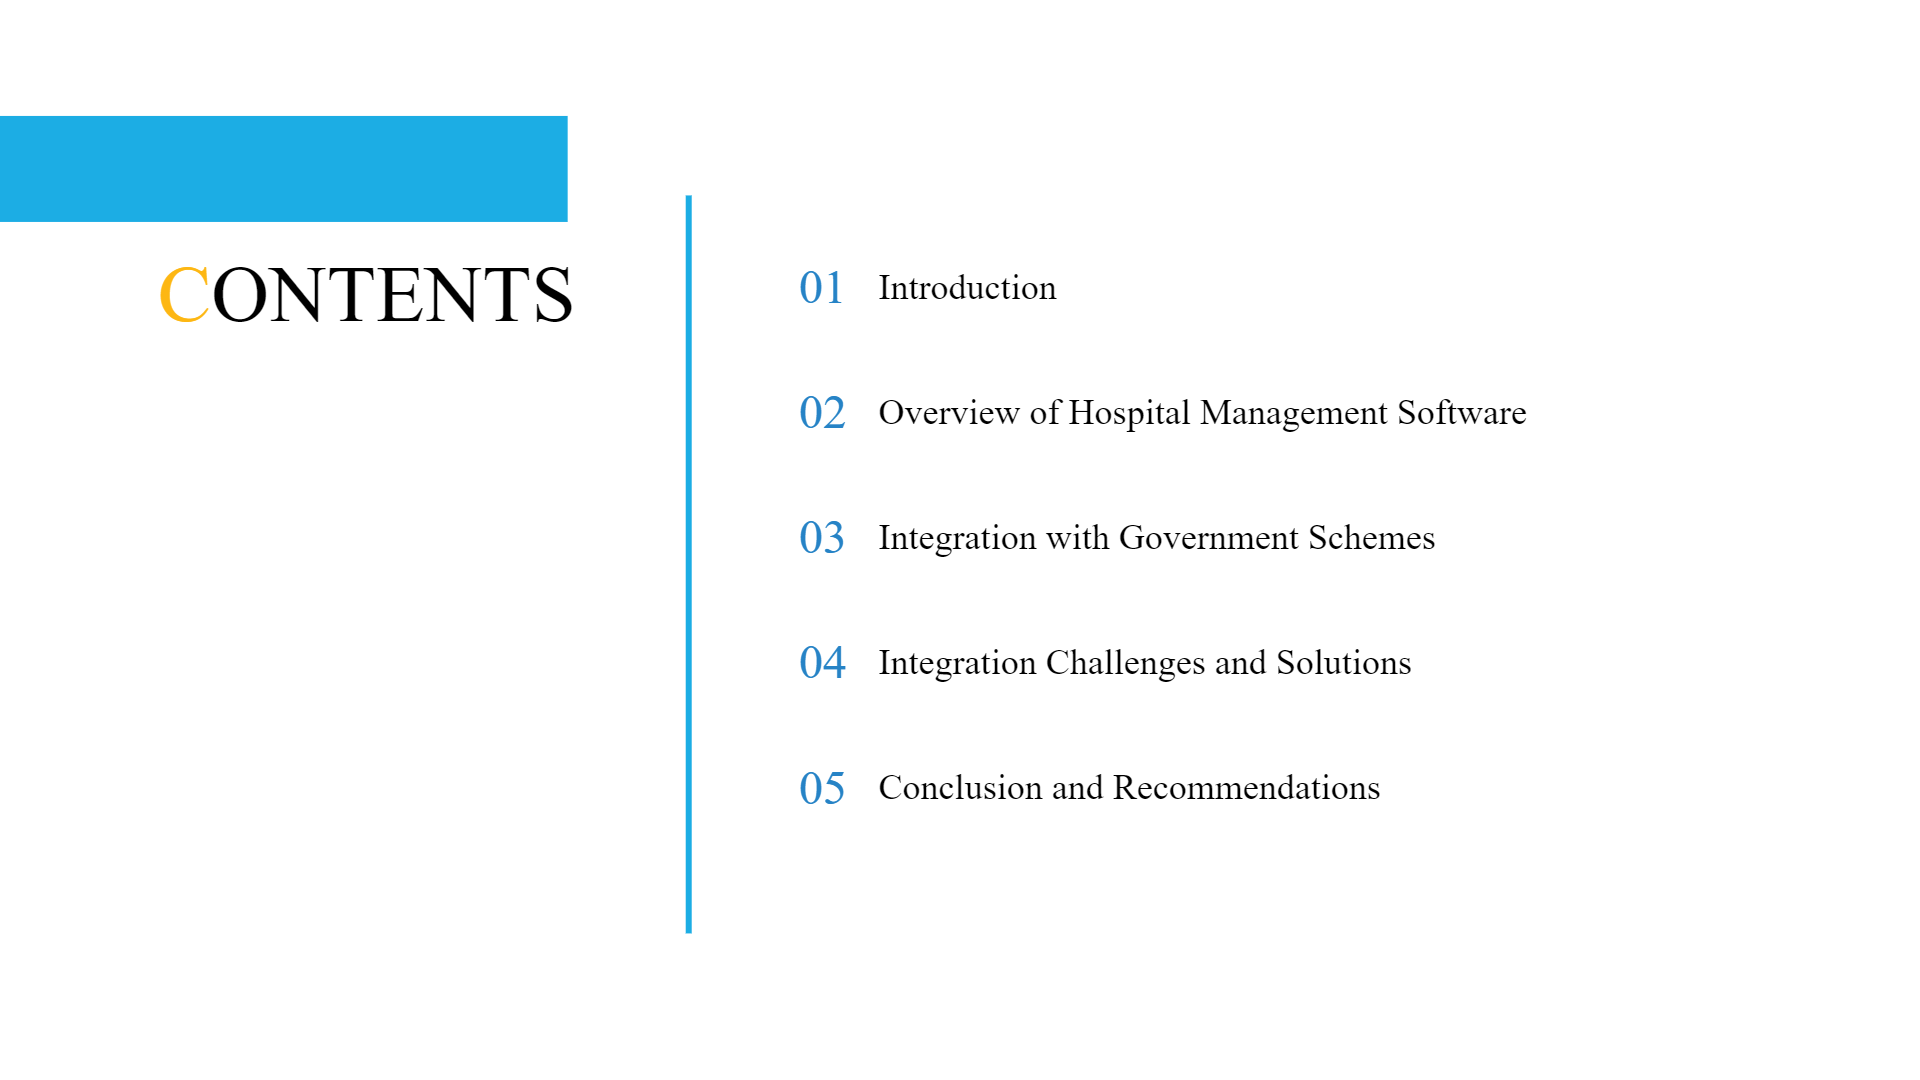 CONTENTS
01 Introduction
02 Overview of Hospital Management Software
03 Integration with Government Schemes
04 Integration Challenges and Solutions
05 Conclusion and Recommendations